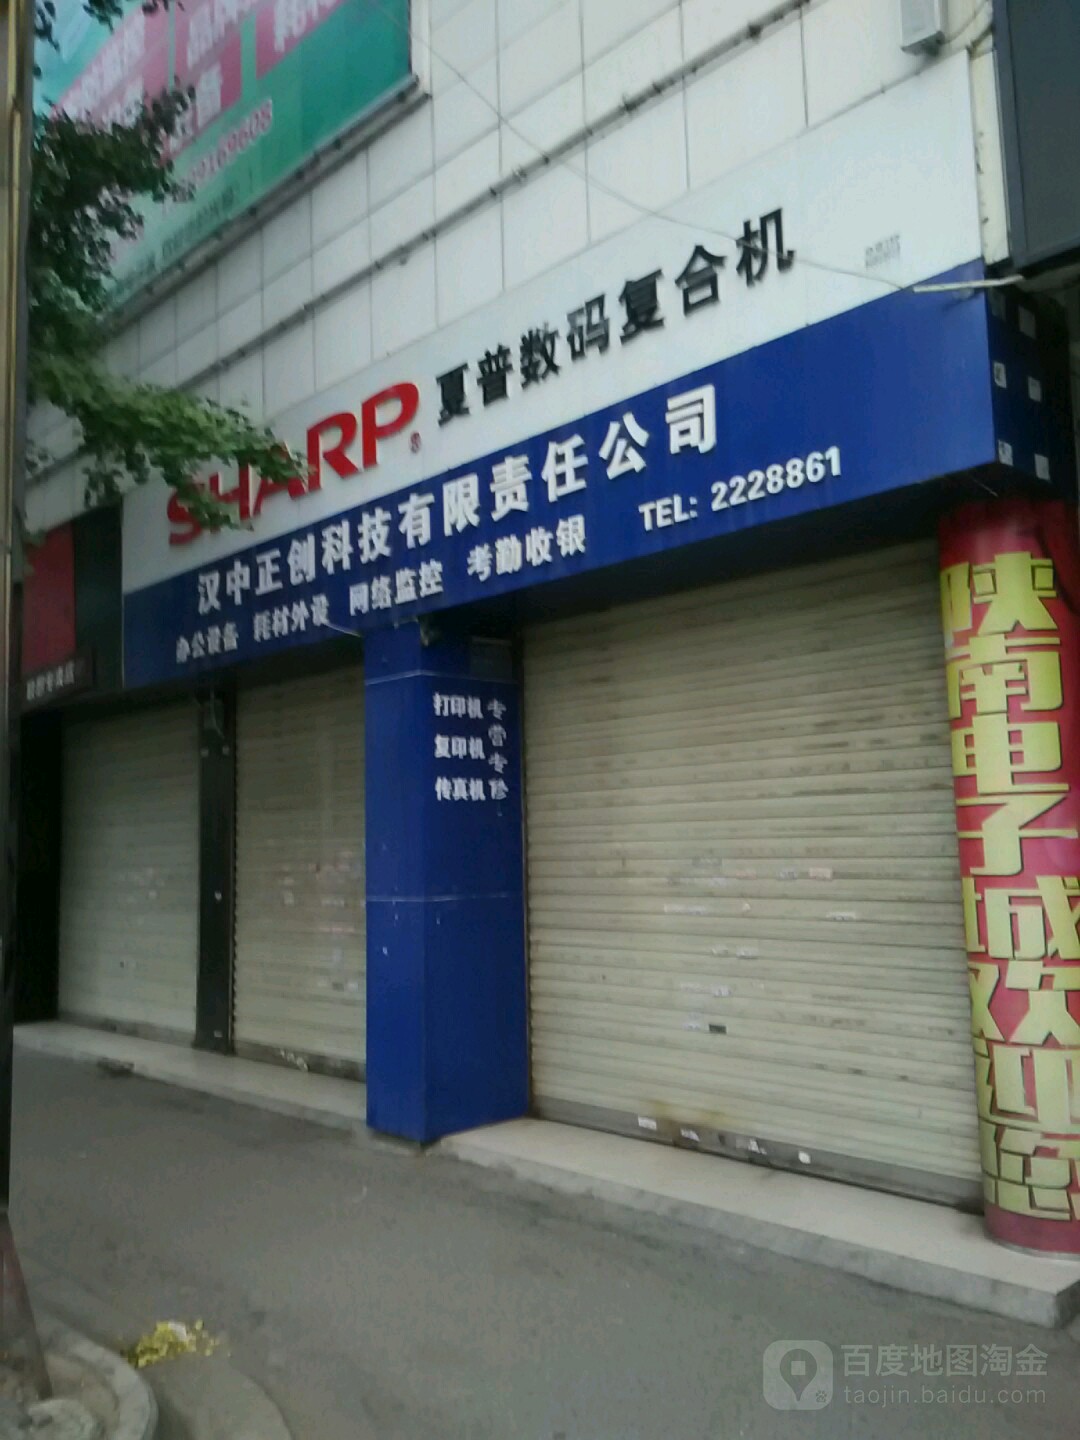 9169608
SHARP® 夏普数码复合机
汉中正创科技有限责任公司
办公设备 耗材外设 网络监控 考勤收银 TEL: 2228861
打印机
复印机
传真机
专营专修
陕南电子城欢迎您
百度地图淘金
taojin.baidu.com